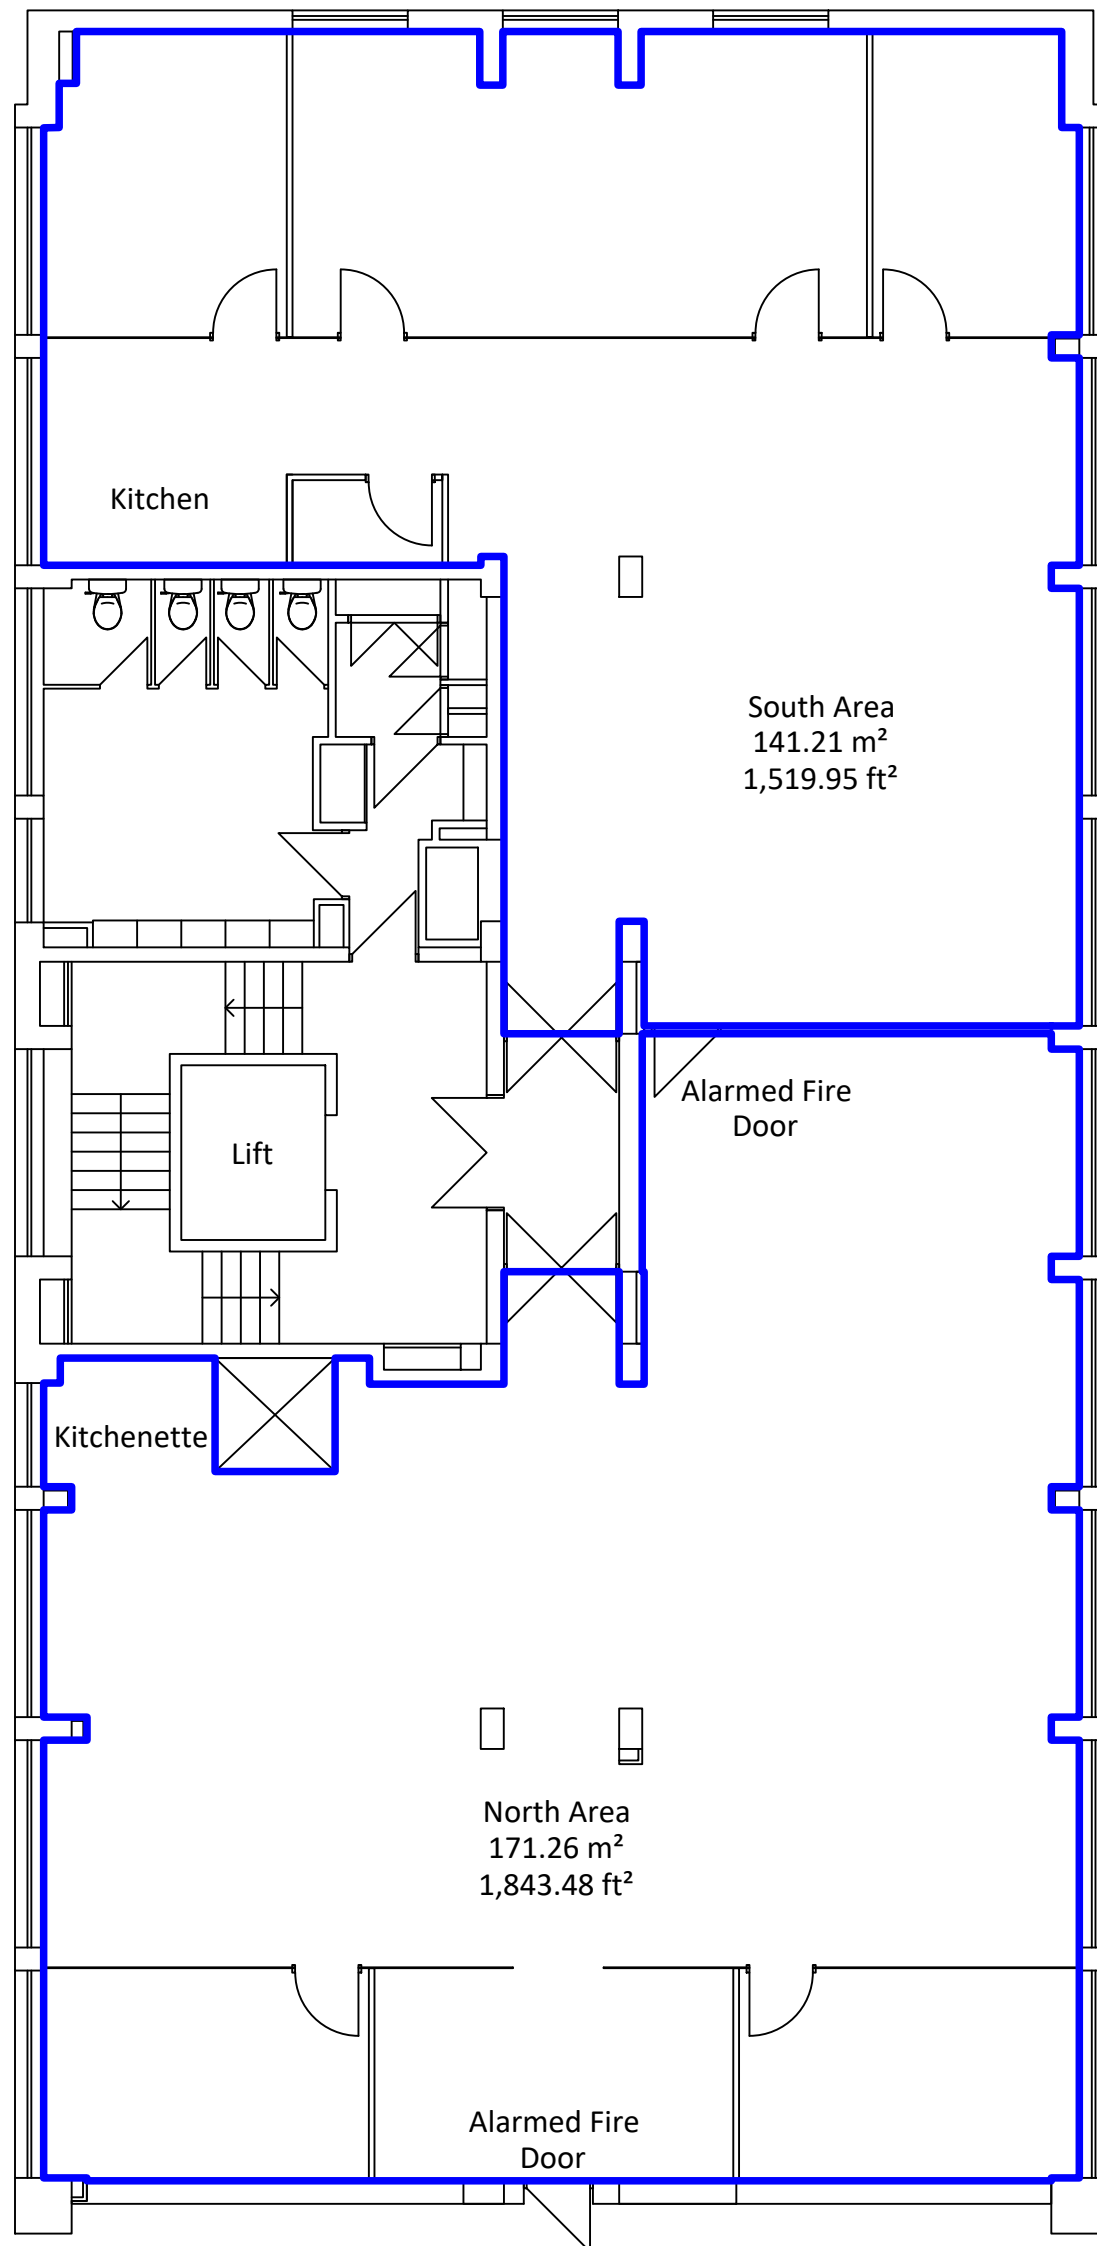 Kitchen
South Area
141.21 m²
1,519.95 ft²
Alarmed Fire
Door
Lift
Kitchenette
North Area
171.26 m²
1,843.48 ft²
Alarmed Fire
Door